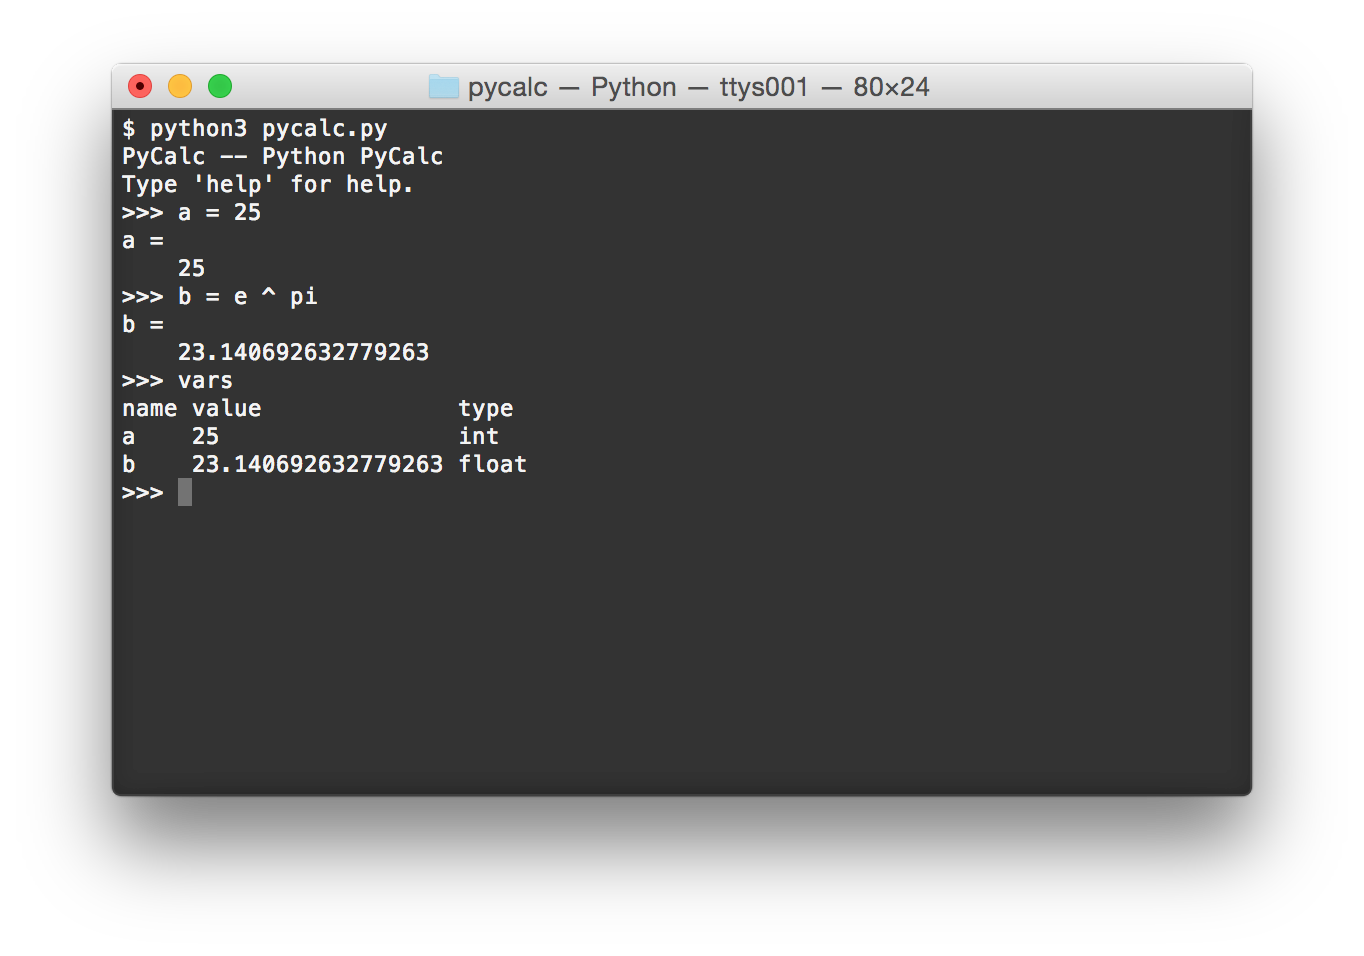 pycalc — Python — ttys001 — 80×24
$ python3 pycalc.py
PyCalc -- Python PyCalc
Type 'help' for help.
>>> a = 25
a =
    25
>>> b = e ^ pi
b =
    23.140692632779263
>>> vars
name value              type
a    25                 int
b    23.140692632779263 float
>>>